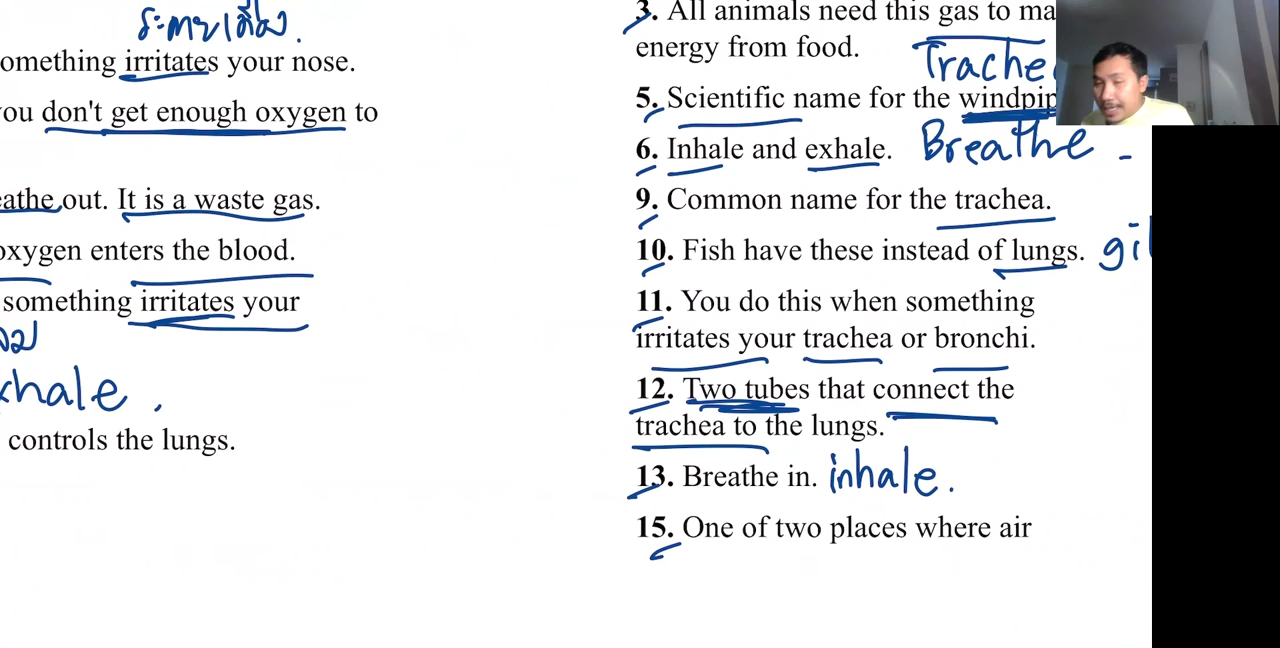 ระคายเคือง.
omething irritates your nose.
ou don't get enough oxygen to
eathe out. It is a waste gas.
oxygen enters the blood.
something irritates your
xhale.
controls the lungs.
3. All animals need this gas to ma
energy from food.
Trache
5. Scientific name for the windpip
6. Inhale and exhale. Breathe -
9. Common name for the trachea.
10. Fish have these instead of lungs. gil
11. You do this when something
irritates your trachea or bronchi.
12. Two tubes that connect the
trachea to the lungs.
13. Breathe in. inhale.
15. One of two places where air